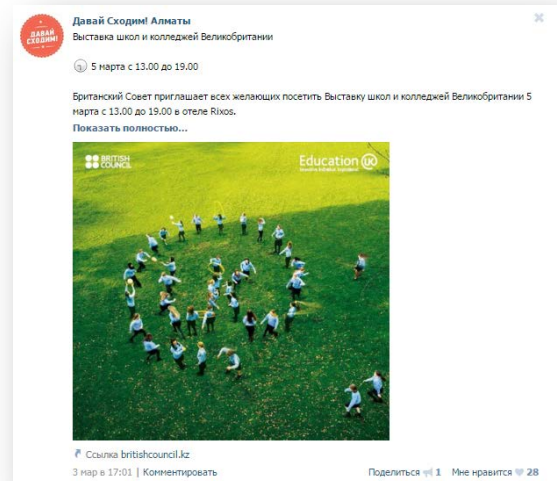 ДАВАЙ
СХОДИМ!
Давай Сходим! Алматы
Выставка школ и колледжей Великобритании
5 марта с 13.00 до 19.00
Британский Совет приглашает всех желающих посетить Выставку школ и колледжей Великобритании 5
марта с 13.00 до 19.00 в отеле Rixos.
Показать полностью...
BRITISH
COUNCIL
Education UK
Ссылка britishcouncil.kz
3 мар в 17:01 | Комментировать
Поделиться 1 Мне нравится 28